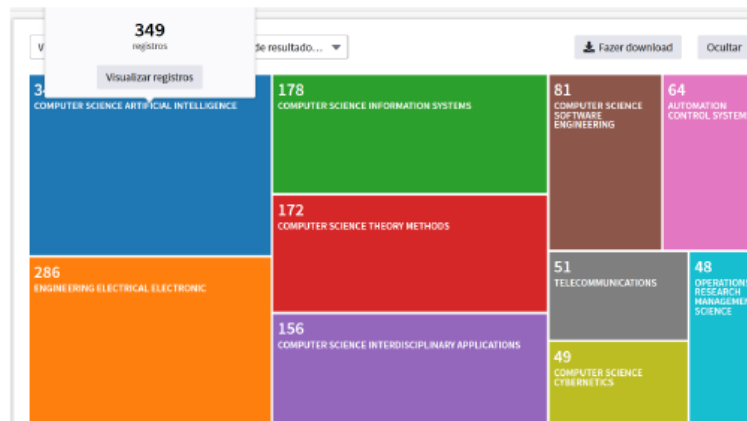 349
registros
Visualizar registros
V
de resultado...
Fazer download
Ocultar
34
COMPUTER SCIENCE ARTIFICIAL INTELLIGENCE
178
COMPUTER SCIENCE INFORMATION SYSTEMS
81
COMPUTER SCIENCE
SOFTWARE
ENGINEERING
64
AUTOMATION
CONTROL SYSTEM
172
COMPUTER SCIENCE THEORY METHODS
286
ENGINEERING ELECTRICAL ELECTRONIC
51
TELECOMMUNICATIONS
48
OPERATIONS
RESEARCH
MANAGEMEN
SCIENCE
156
COMPUTER SCIENCE INTERDISCIPLINARY APPLICATIONS
49
COMPUTER SCIENCE
CYBERNETICS